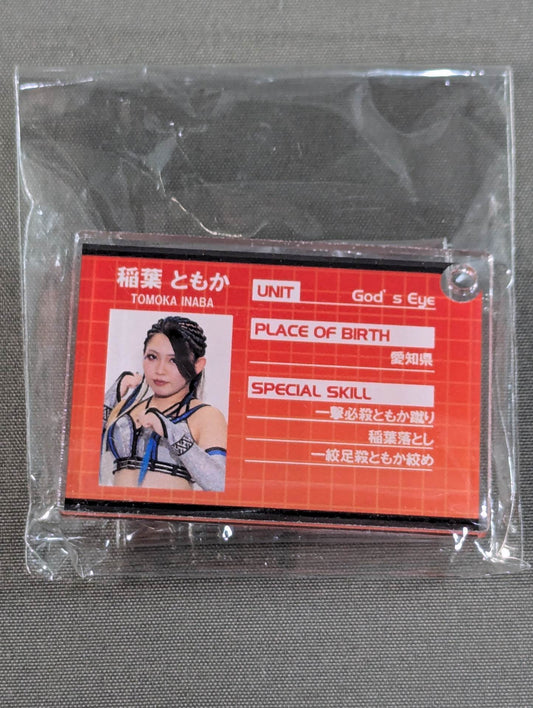 稲葉 ともか
TOMOKA INABA
UNIT
God's Eye
PLACE OF BIRTH
愛知県
SPECIAL SKILL
一撃必殺ともか蹴り
稲葉落とし
一絞足殺ともか絞め